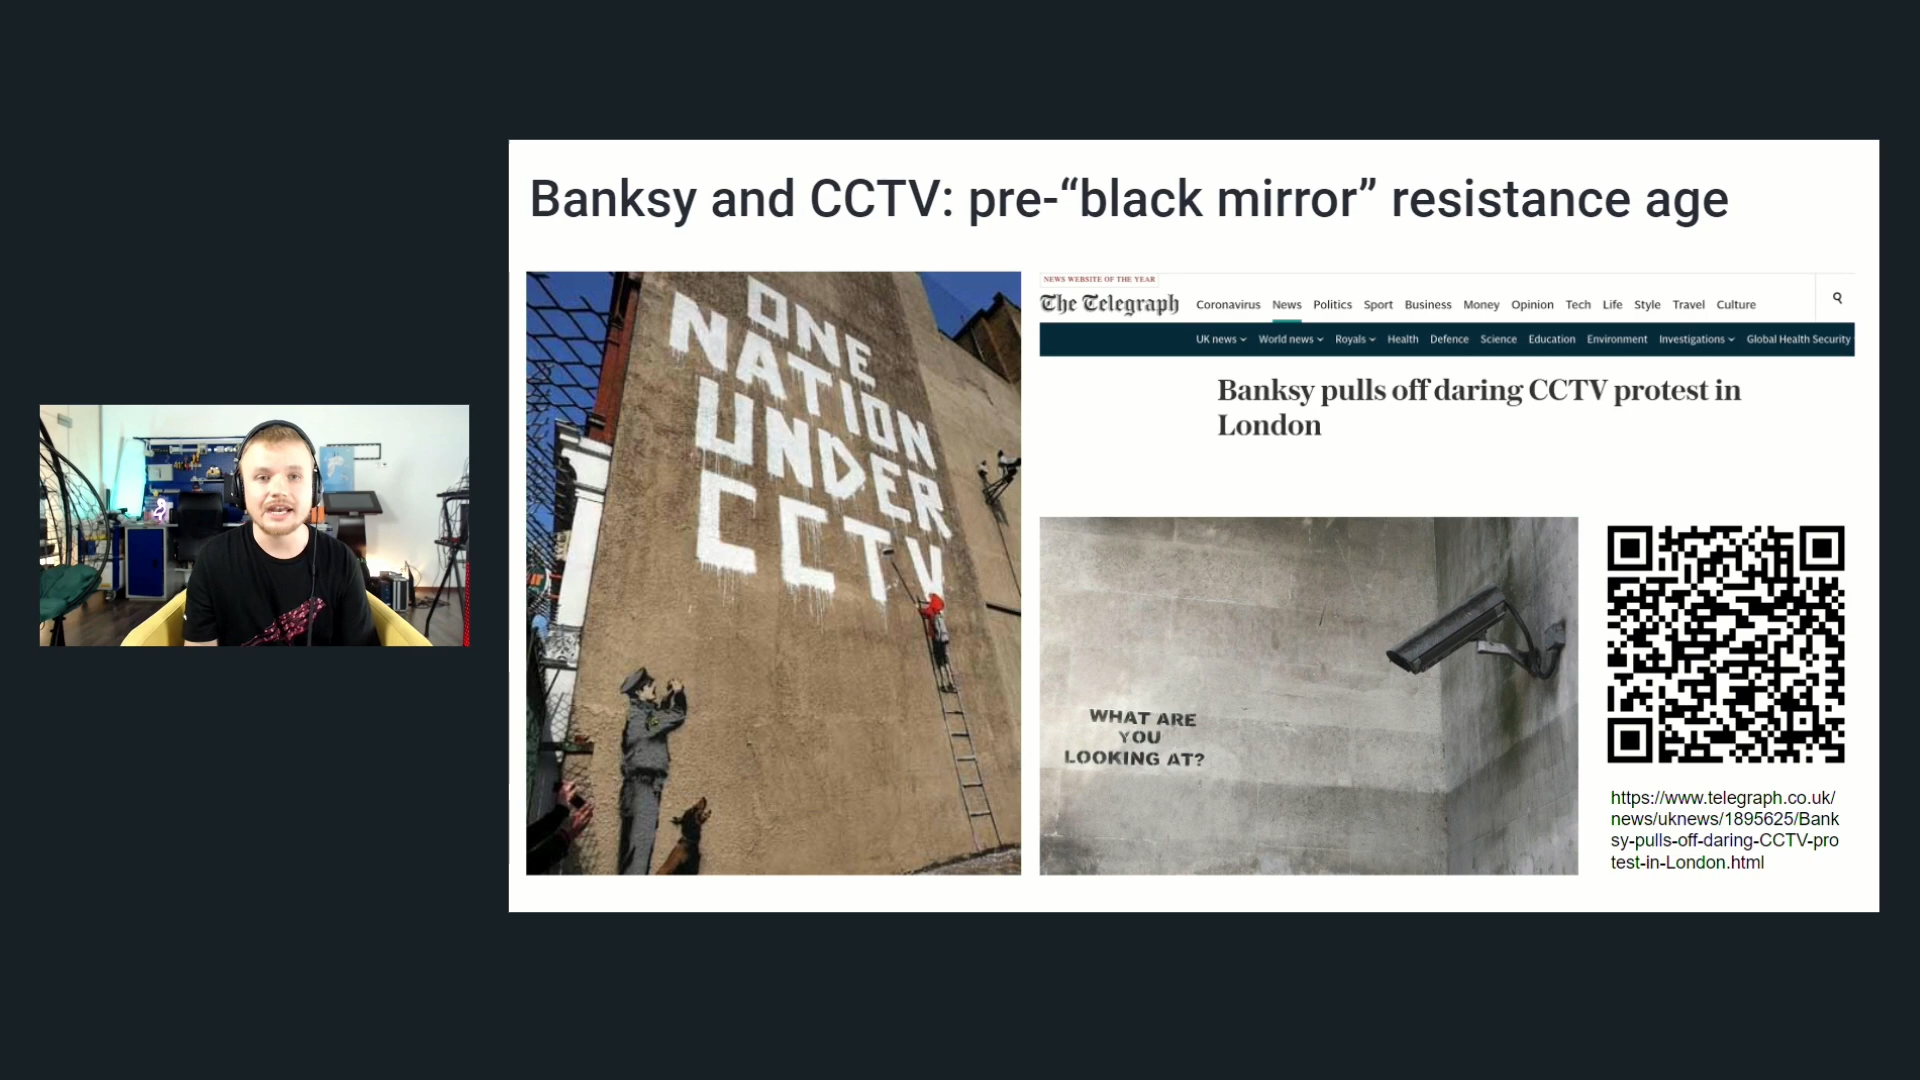 Banksy and CCTV: pre-“black mirror” resistance age
ONE
NATION
UNDER
CCTV
NEWS WEBSITE OF THE YEAR
The Telegraph
Coronavirus News Politics Sport Business Money Opinion Tech Life Style Travel Culture
UK news World news Royals Health Defence Science Education Environment Investigations Global Health Security
Banksy pulls off daring CCTV protest in
London
WHAT ARE
YOU
LOOKING AT?
https://www.telegraph.co.uk/
news/uknews/1895625/Bank
sy-pulls-off-daring-CCTV-pro
test-in-London.html